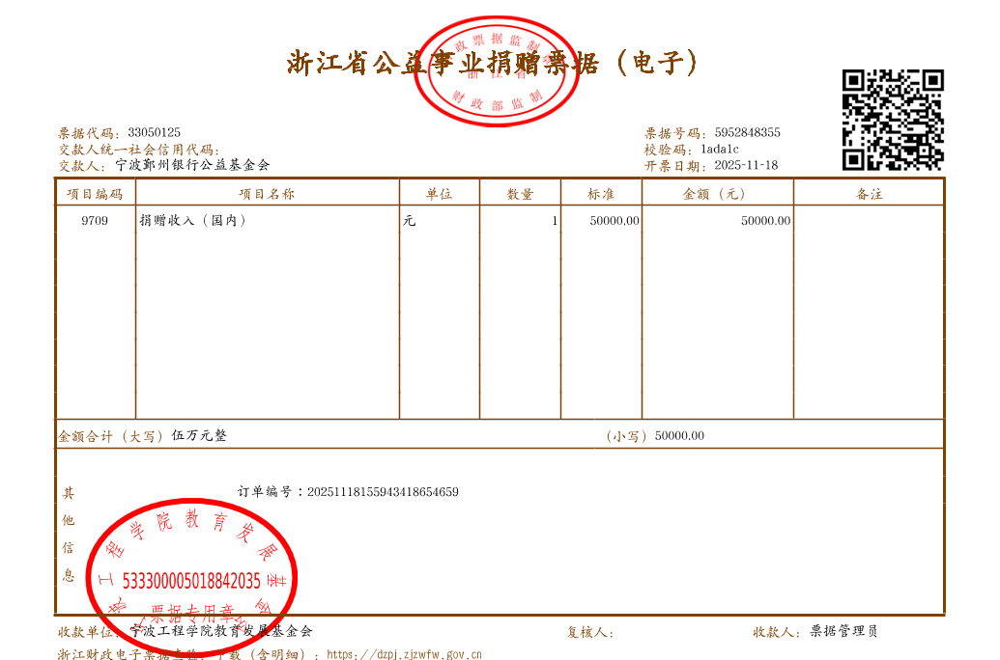 浙江省公益事业捐赠票据（电子）
财政票据监制章
浙江省
财政部监制
票据代码：33050125
票据号码：5952848355
交款人统一社会信用代码：
校验码：1ada1c
交款人：宁波鄞州银行公益基金会
开票日期：2025-11-18
项目编码 项目名称 单位 数量 标准 金额（元） 备注
9709 捐赠收入（国内） 元 1 50000.00 50000.00
金额合计（大写）伍万元整 （小写）50000.00
其他信息
订单编号：20251118155943418654659
宁波工程学院教育发展基金会
533300005018842035
票据专用章
收款单位：宁波工程学院教育发展基金会 复核人： 收款人：票据管理员
浙江财政电子票据查验、下载（含明细）：https://dzpj.zjzwfw.gov.cn